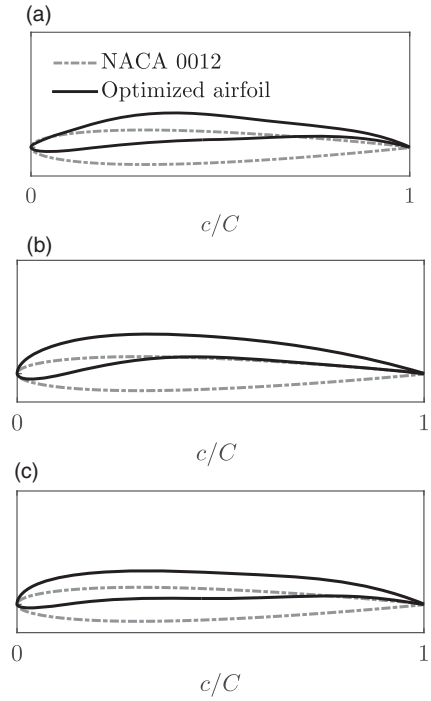 (a)
NACA 0012
Optimized airfoil
0 1
c/C
(b)
0 1
c/C
(c)
0 1
c/C